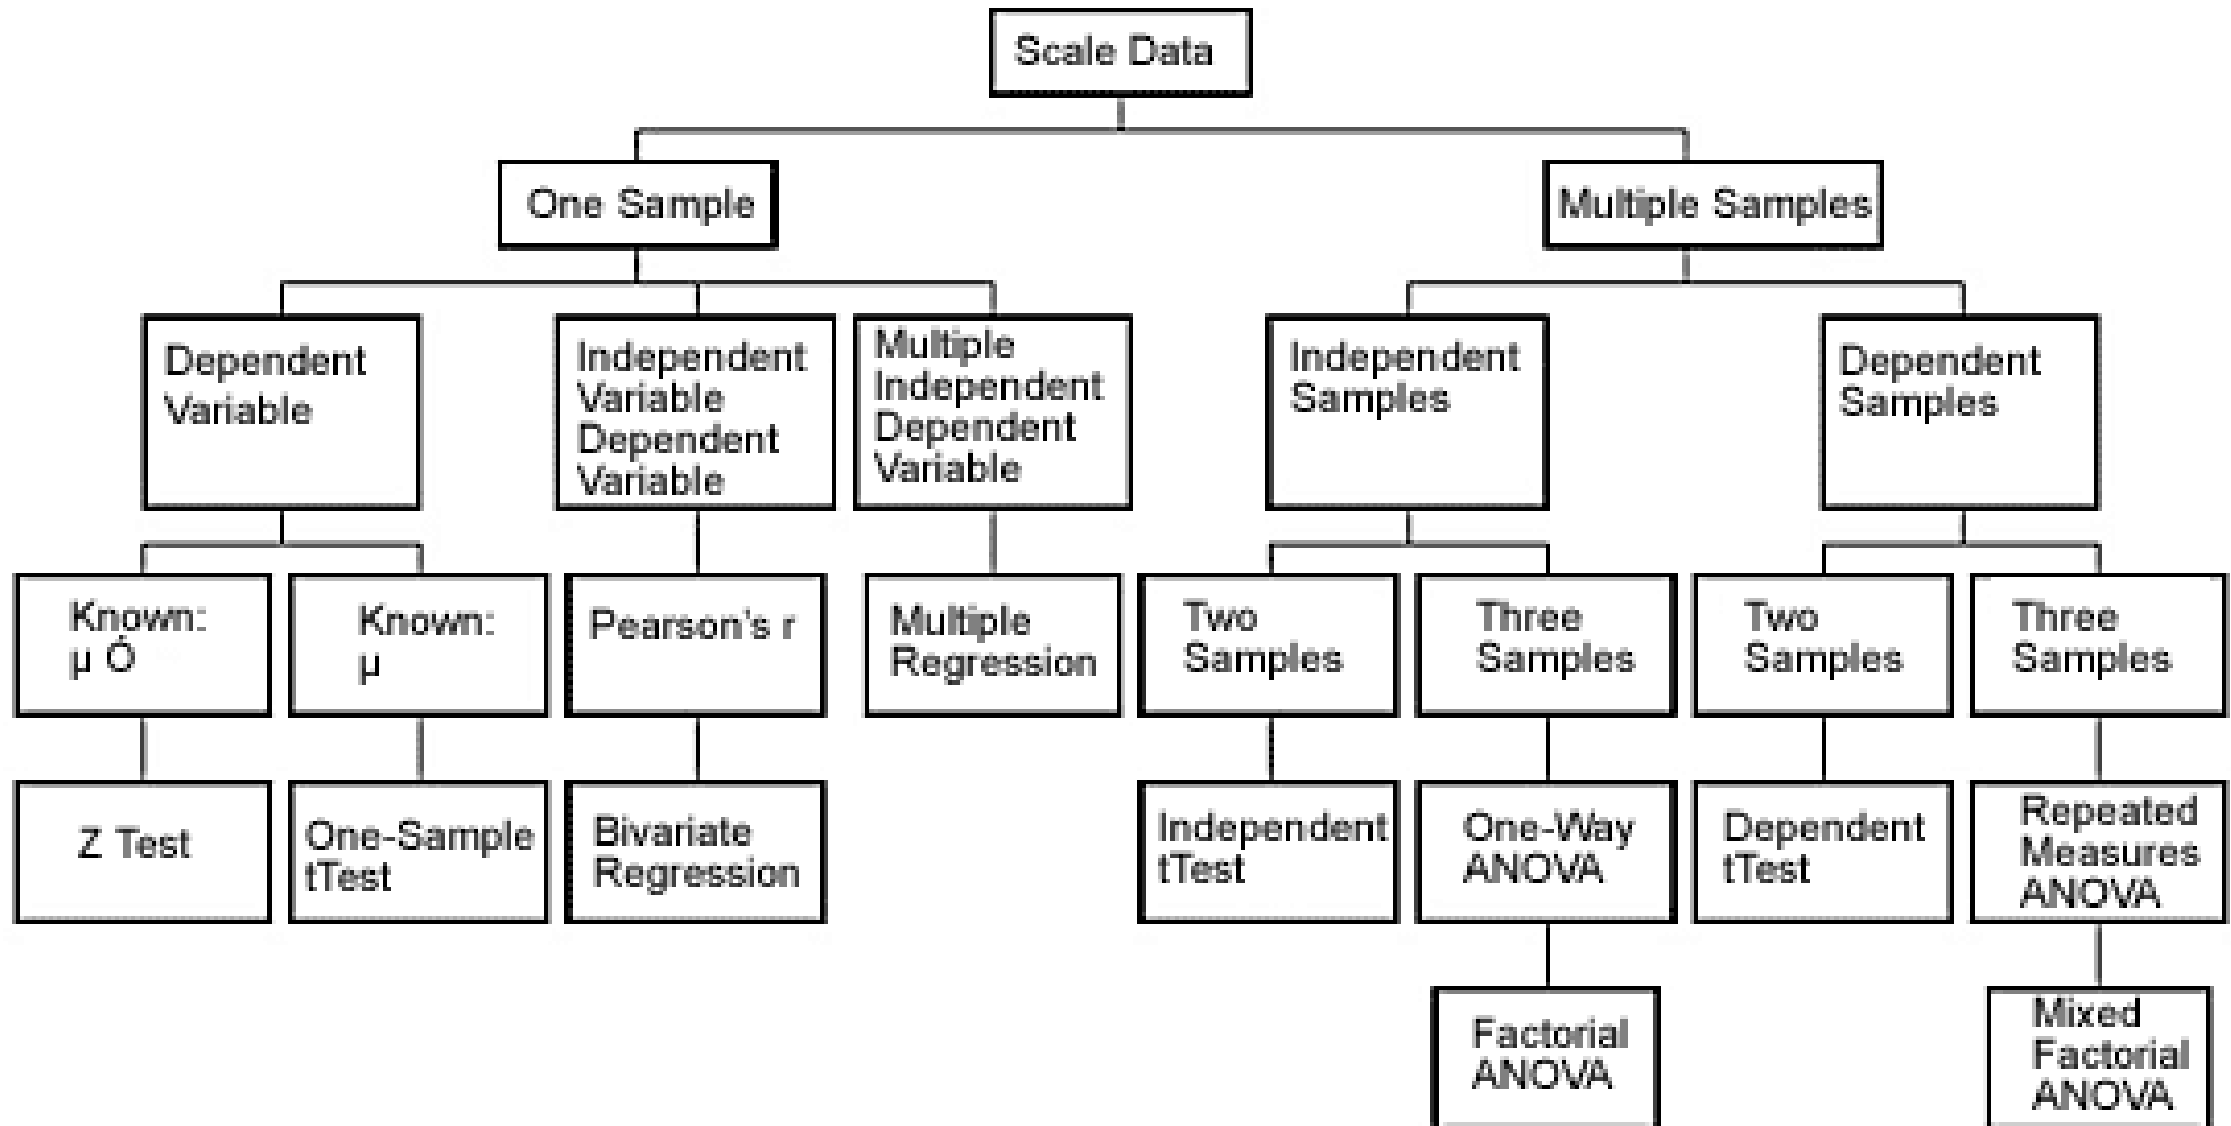 Scale Data
One Sample
Multiple Samples
Dependent
Variable
Independent
Variable
Dependent
Variable
Multiple
Independent
Dependent
Variable
Independent
Samples
Dependent
Samples
Known:
μ Ó
Known:
μ
Pearson's r
Multiple
Regression
Two
Samples
Three
Samples
Two
Samples
Three
Samples
Z Test
One-Sample
tTest
Bivariate
Regression
Independent
tTest
One-Way
ANOVA
Dependent
tTest
Repeated
Measures
ANOVA
Factorial
ANOVA
Mixed
Factorial
ANOVA